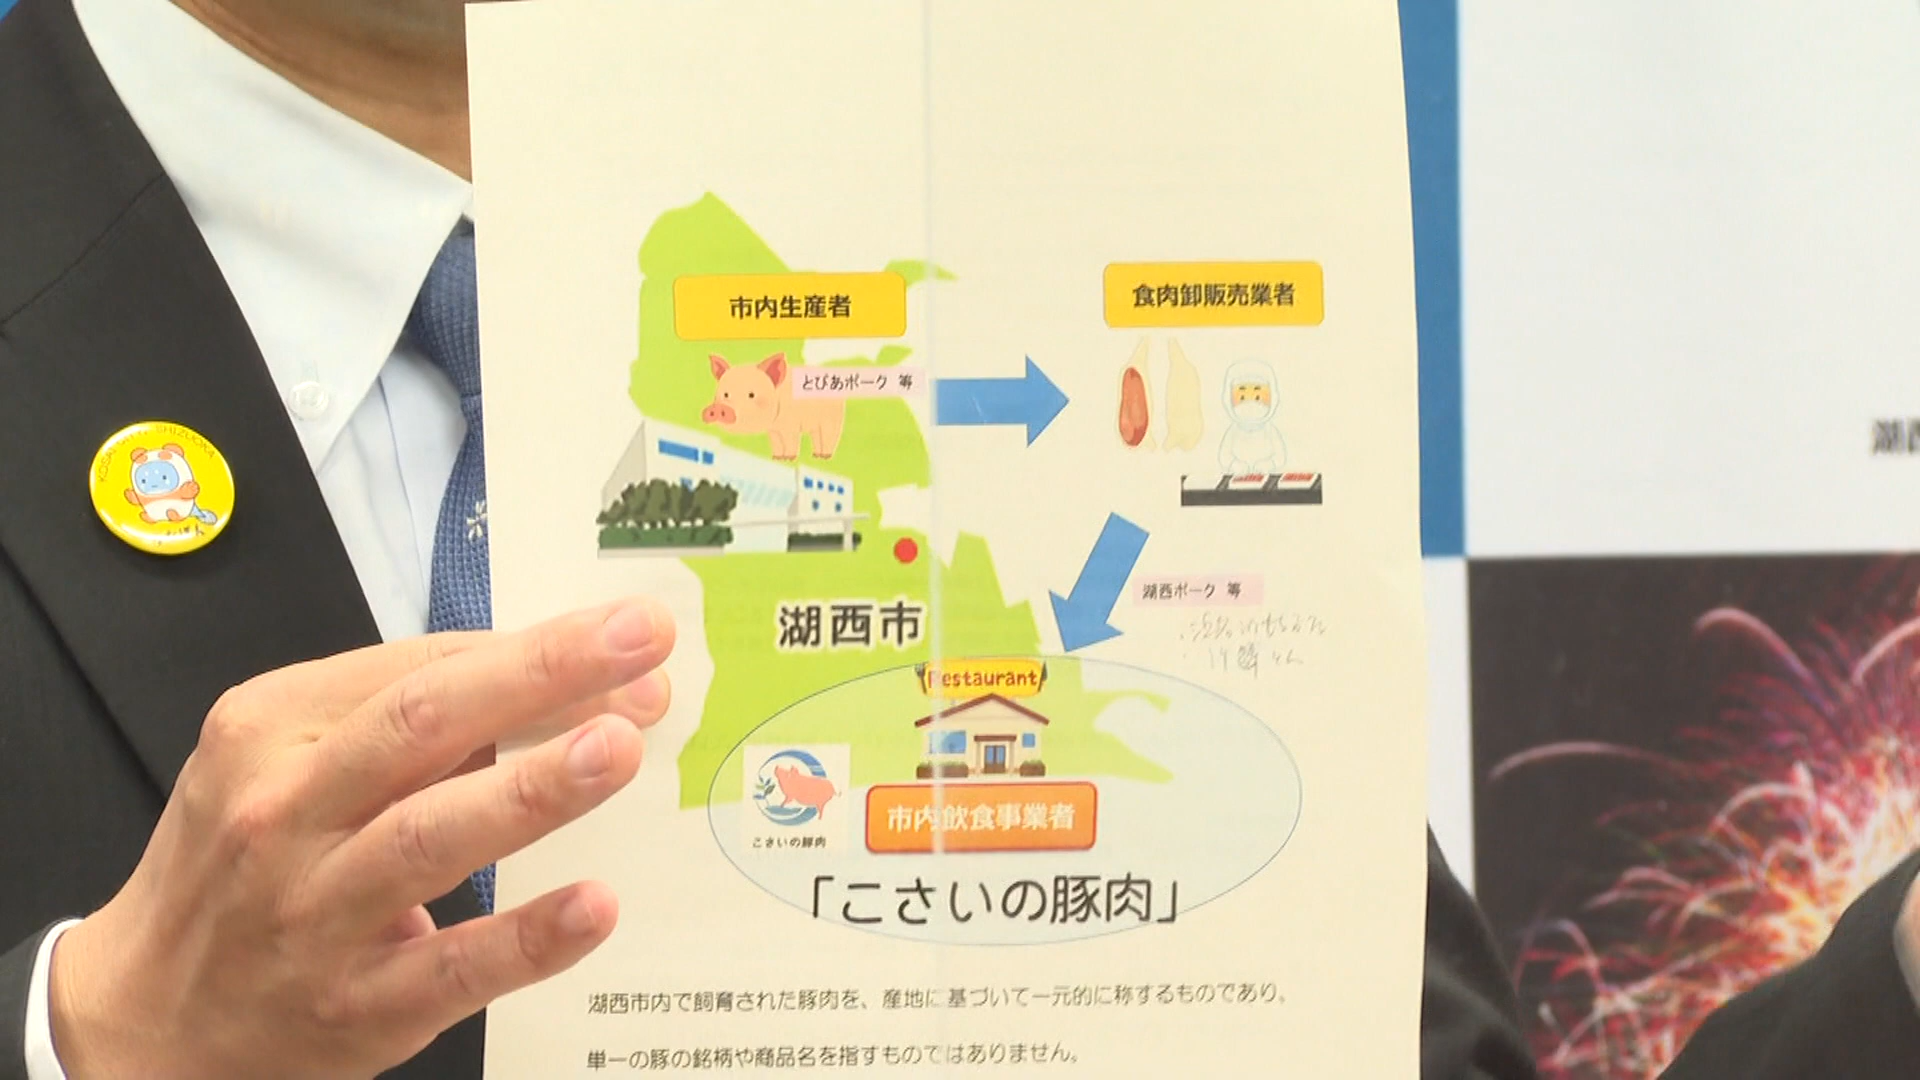 市内生産者
食肉卸販売業者
とぴあポーク 等
湖西ポーク 等
湖西市
Restaurant
市内飲食事業者
こさいの豚肉
「こさいの豚肉」
湖西市内で飼育された豚肉を、産地に基づいて一元的に称するものであり、
単一の豚の銘柄や商品名を指すものではありません。
SHIZUOKA
湖西